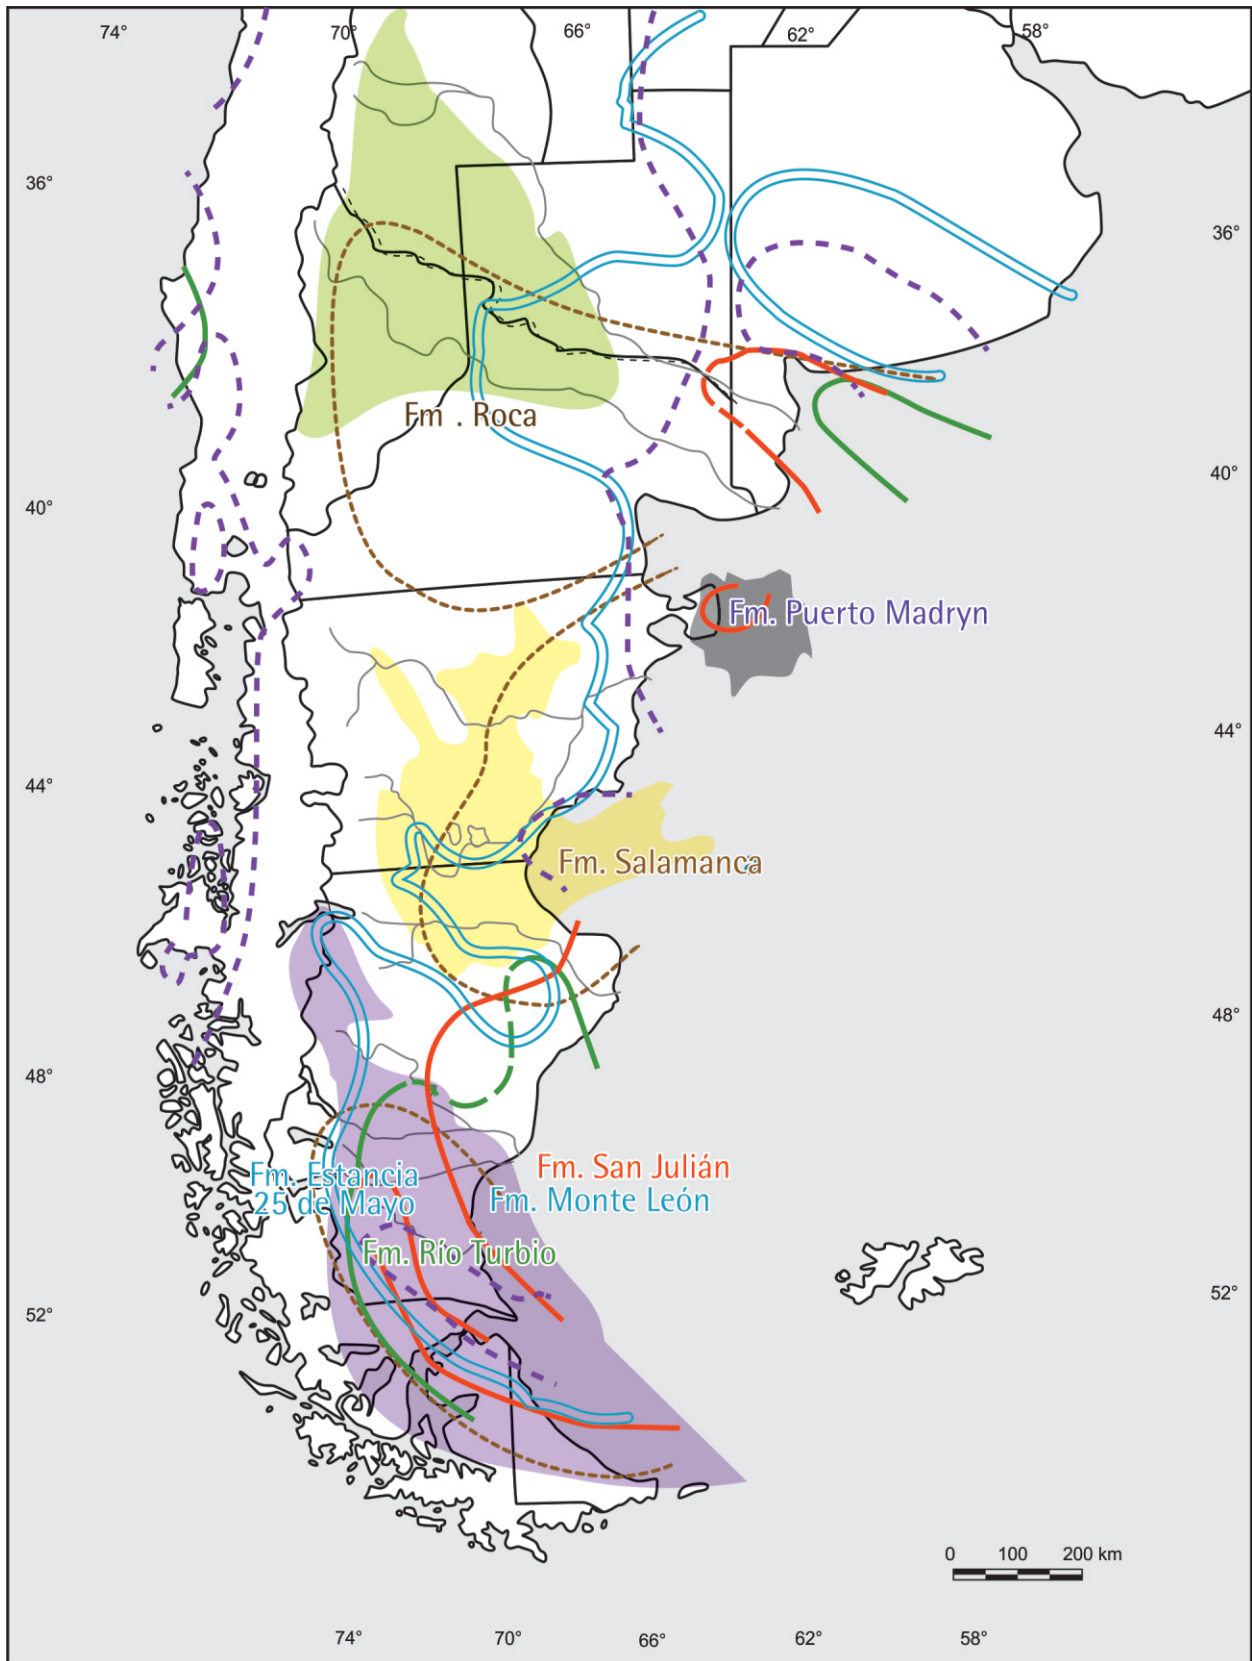 74°
70°
66°
62°
58°
36°
36°
Fm . Roca
40°
40°
Fm. Puerto Madryn
44°
44°
Fm. Salamanca
48°
48°
Fm. San Julián
Fm. Estancia
25 de Mayo
Fm. Monte León
Fm. Río Turbio
52°
52°
0 100 200 km
74°
70°
66°
62°
58°